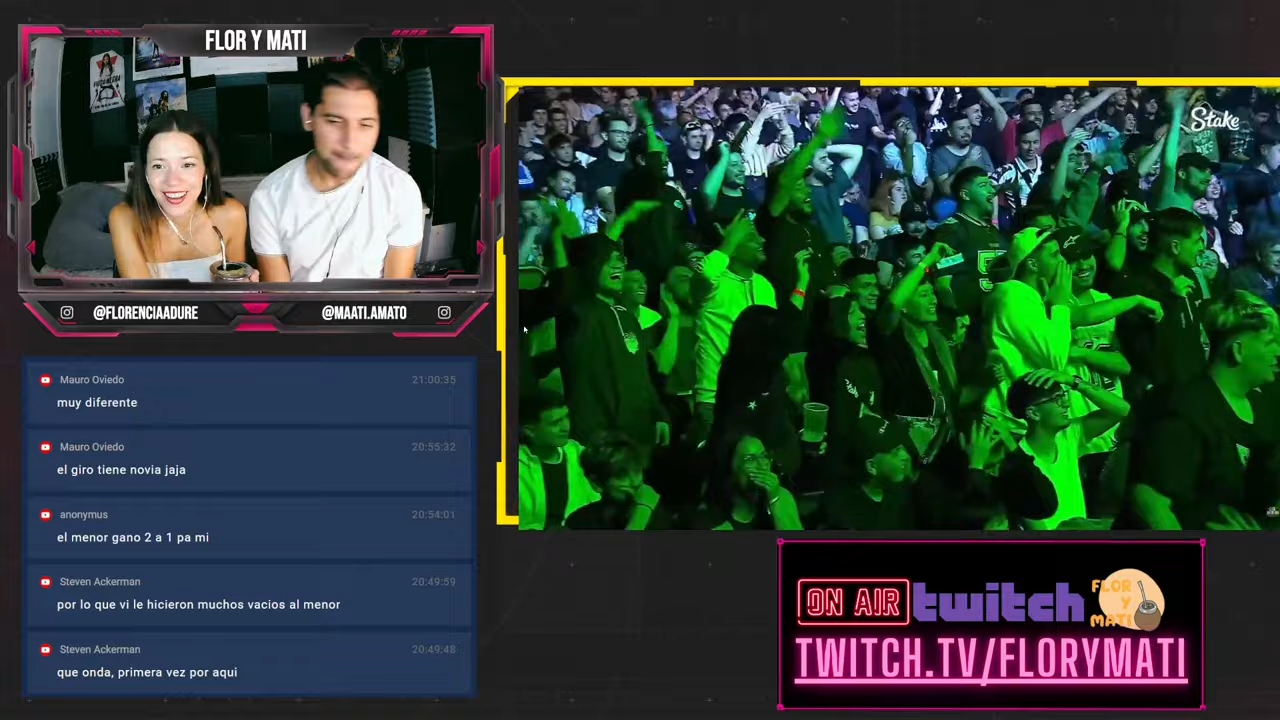 FLOR Y MATI
@FLORENCIAADURE
@MAATI.AMATO
Stake
Mauro Oviedo
21:00:35
muy diferente
Mauro Oviedo
20:55:32
el giro tiene novia jaja
anonymus
20:54:01
el menor gano 2 a 1 pa mi
Steven Ackerman
20:49:59
por lo que vi le hicieron muchos vacios al menor
Steven Ackerman
20:49:48
que onda, primera vez por aqui
ON AIR
twitch
FLOR
Y
MATI
TWITCH.TV/FLORYMATI